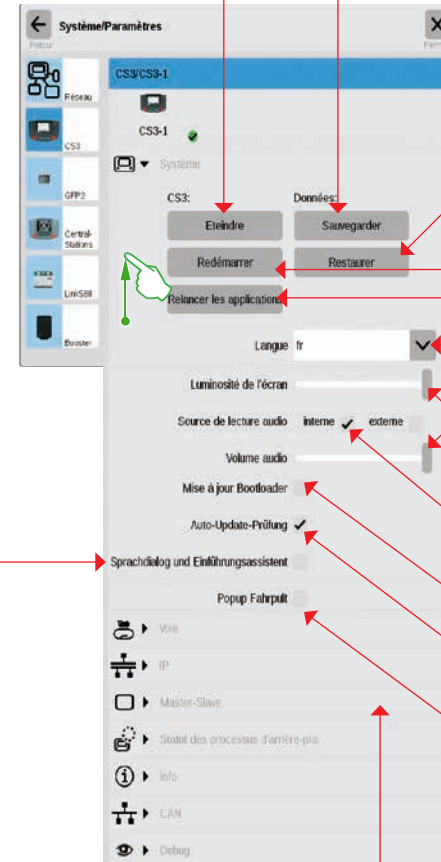 Système/Paramètres
Retour
Réseau
CS3
GFP3
Central-
Stations
LinkS88
Booster
CS3/CS3-1
CS3-1
Système
CS3:
Données:
Eteindre
Sauvegarder
Redémarrer
Restaurer
Relancer les applications
Langue fr
Luminosité de l'écran
Source de lecture audio interne externe
Volume audio
Mise à jour Bootloader
Auto-Update-Prüfung
Sprachdialog und Einführungsassistent
Popup Fahrpult
Voie
IP
Master-Slave
Statut des processus d'arrière-plai
Info
CAN
Debug